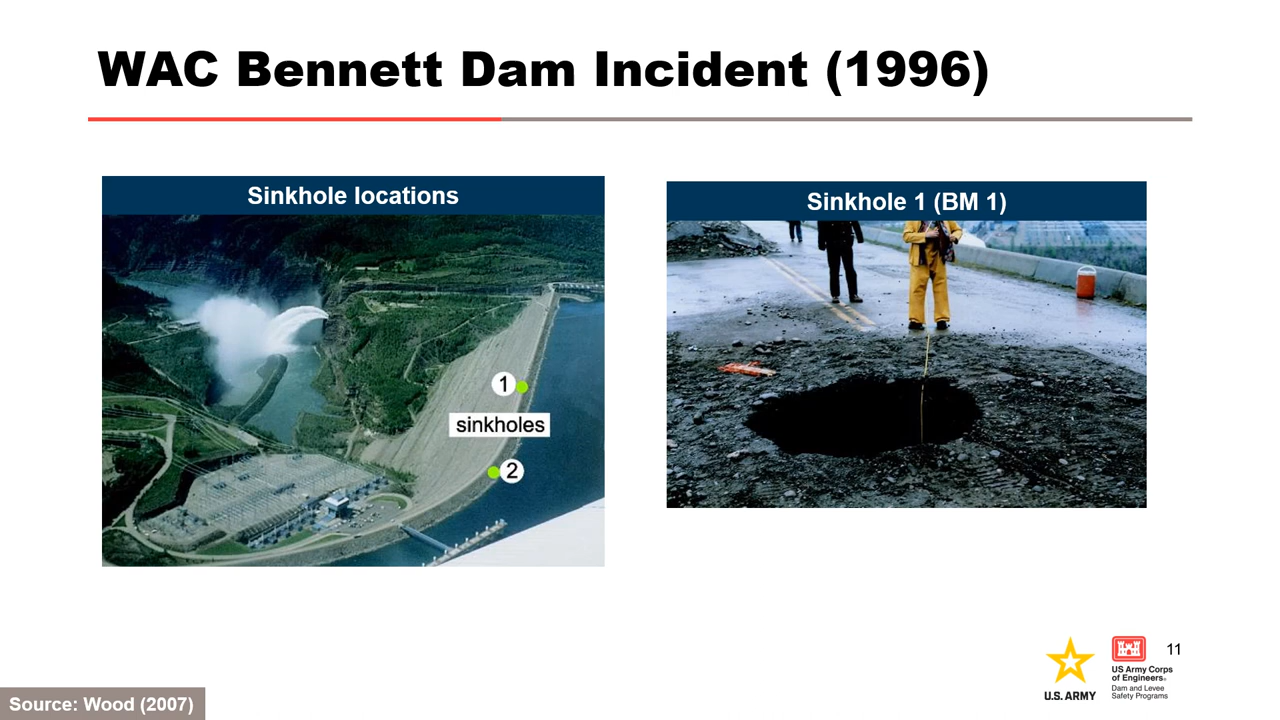 WAC Bennett Dam Incident (1996)
Sinkhole locations
1
sinkholes
2
Sinkhole 1 (BM 1)
11
U.S. ARMY
US Army Corps
of Engineers®
Dam and Levee
Safety Programs
Source: Wood (2007)